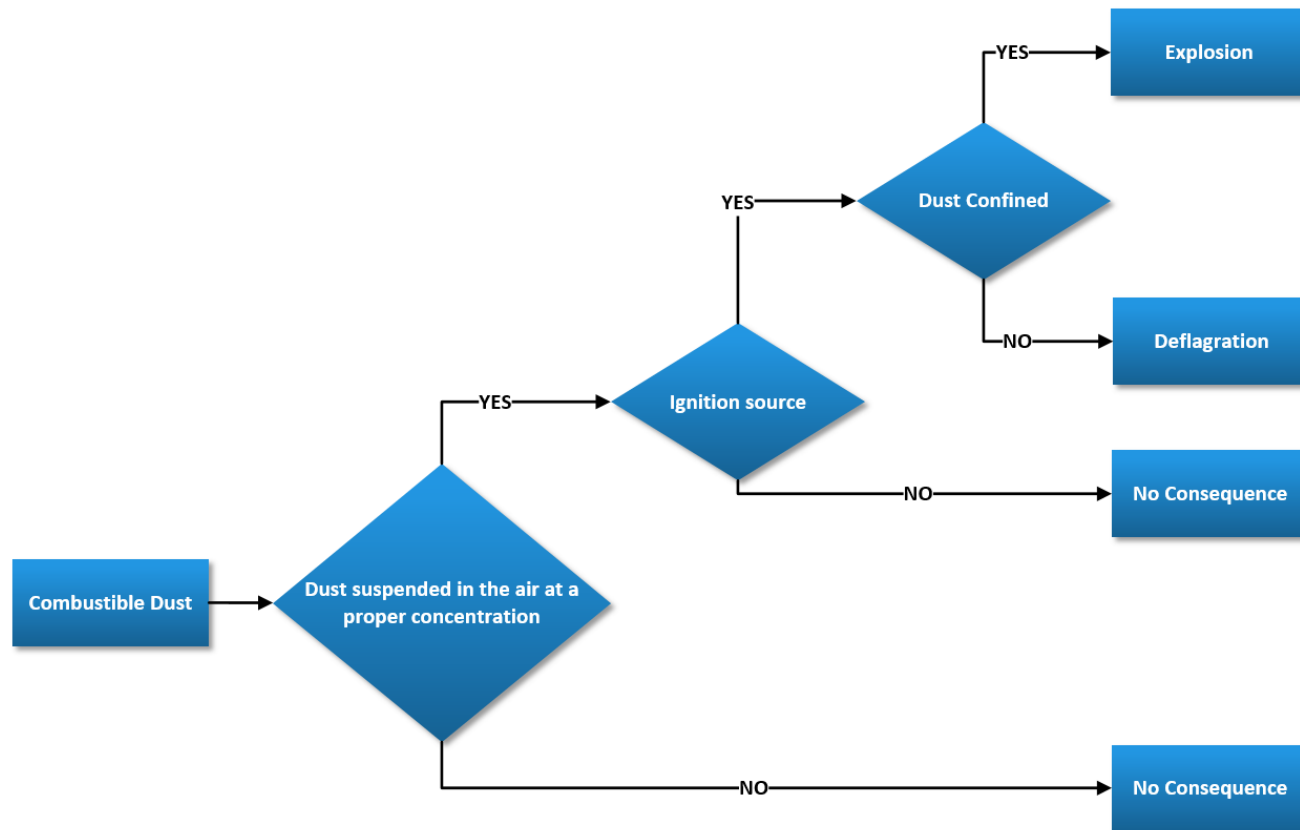 YES
Explosion
YES
Dust Confined
NO
Deflagration
YES
Ignition source
NO
No Consequence
Combustible Dust
Dust suspended in the air at a
proper concentration
NO
No Consequence